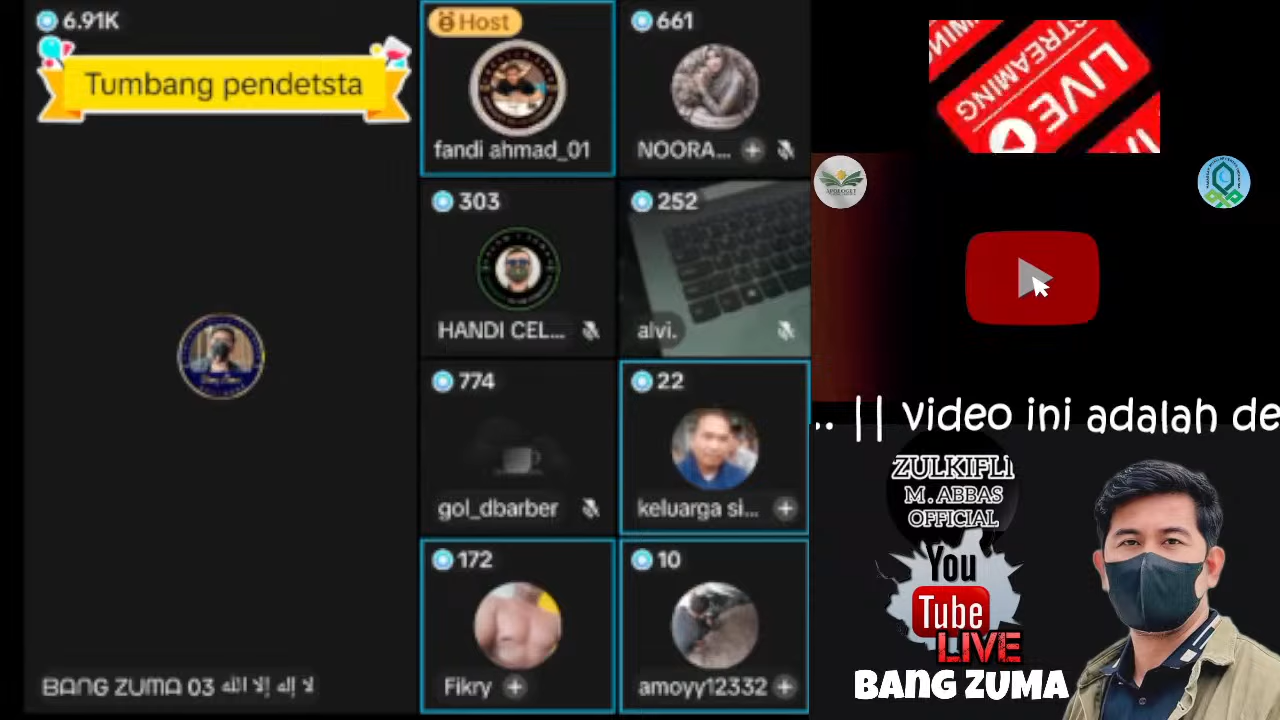 6.91K
Tumbang pendetsta
BANG ZUMA 03 لا إله إلا الله
Host
fandi ahmad_01
661
NOORA...
303
HANDI CEL...
252
alvi.
774
gol_dbarber
22
keluarga si...
172
Fikry
10
amoyy12332
LIVE
STREAMING
.. || video ini adalah de
ZULKIFLI
M.ABBAS
OFFICIAL
You
Tube
LIVE
BANG ZUMA